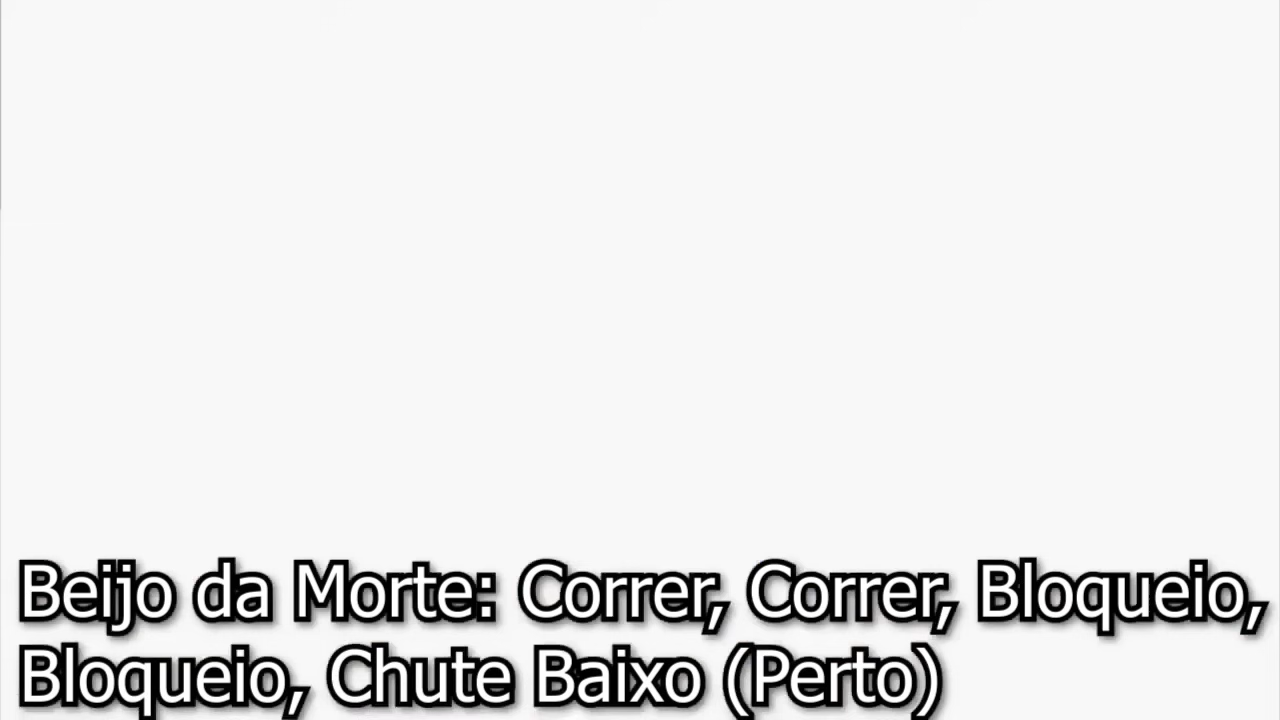 Beijo da Morte: Correr, Correr, Bloqueio,
Bloqueio, Chute Baixo (Perto)